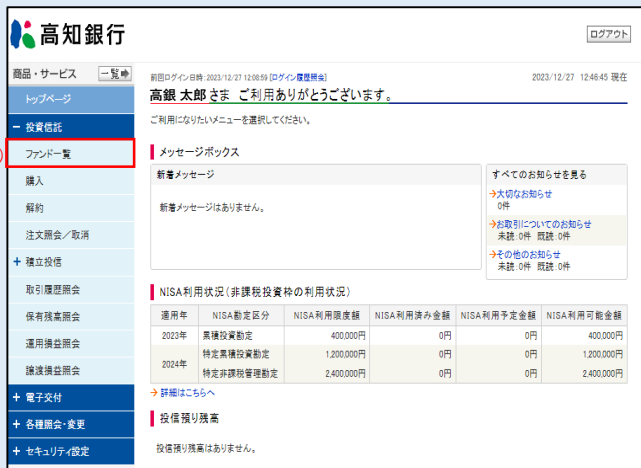 高知銀行
ログアウト
商品・サービス 一覧
トップページ
投資信託
ファンド一覧
購入
解約
注文照会／取消
積立投信
取引履歴照会
保有残高照会
運用損益照会
譲渡損益照会
電子交付
各種照会・変更
セキュリティ設定
前回ログイン日時:2023/12/27 12:08:59 [ログイン履歴照会]
2023/12/27 12:46:45 現在
高銀 太郎 さま ご利用ありがとうございます。
ご利用になりたいメニューを選択してください。
メッセージボックス
新着メッセージ
新着メッセージはありません。
すべてのお知らせを見る
→大切なお知らせ
0件
→お取引についてのお知らせ
未読:0件 既読:0件
→その他のお知らせ
未読:0件 既読:0件
NISA利用状況(非課税投資枠の利用状況)
運用年 NISA勘定区分 NISA利用限度額 NISA利用済み金額 NISA利用予定金額 NISA利用可能金額
2023年 累積投資勘定 400,000円 0円 0円 400,000円
2024年 特定累積投資勘定 1,200,000円 0円 0円 1,200,000円
特定非課税管理勘定 2,400,000円 0円 0円 2,400,000円
→詳細はこちらへ
投信預り残高
投信預り残高はありません。